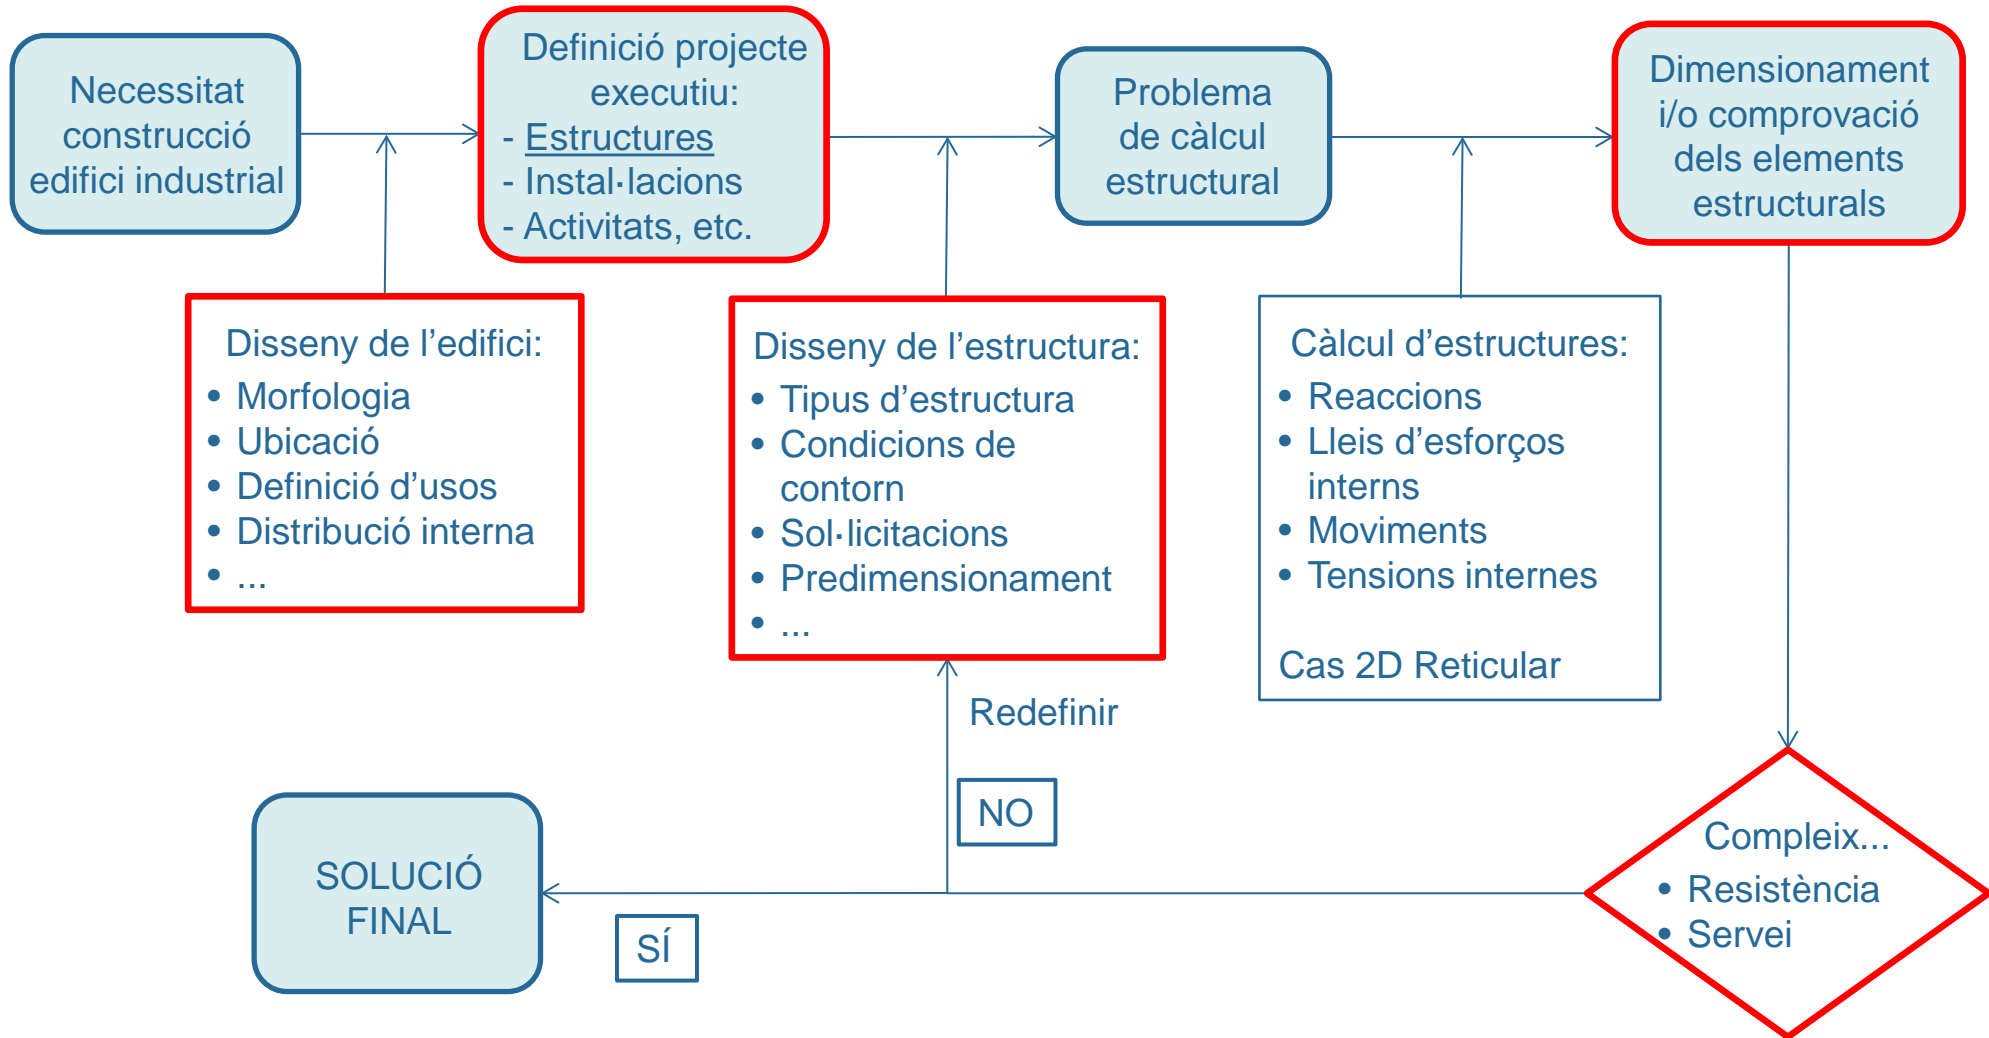 Necessitat
construcció
edifici industrial
Definició projecte
executiu:
- Estructures
- Instal·lacions
- Activitats, etc.
Problema
de càlcul
estructural
Dimensionament
i/o comprovació
dels elements
estructurals
Disseny de l’edifici:
• Morfologia
• Ubicació
• Definició d’usos
• Distribució interna
• ...
Disseny de l’estructura:
• Tipus d’estructura
• Condicions de
contorn
• Sol·licitacions
• Predimensionament
• ...
Càlcul d’estructures:
• Reaccions
• Lleis d’esforços
interns
• Moviments
• Tensions internes
Cas 2D Reticular
Redefinir
NO
Compleix...
• Resistència
• Servei
SOLUCIÓ
FINAL
SÍ